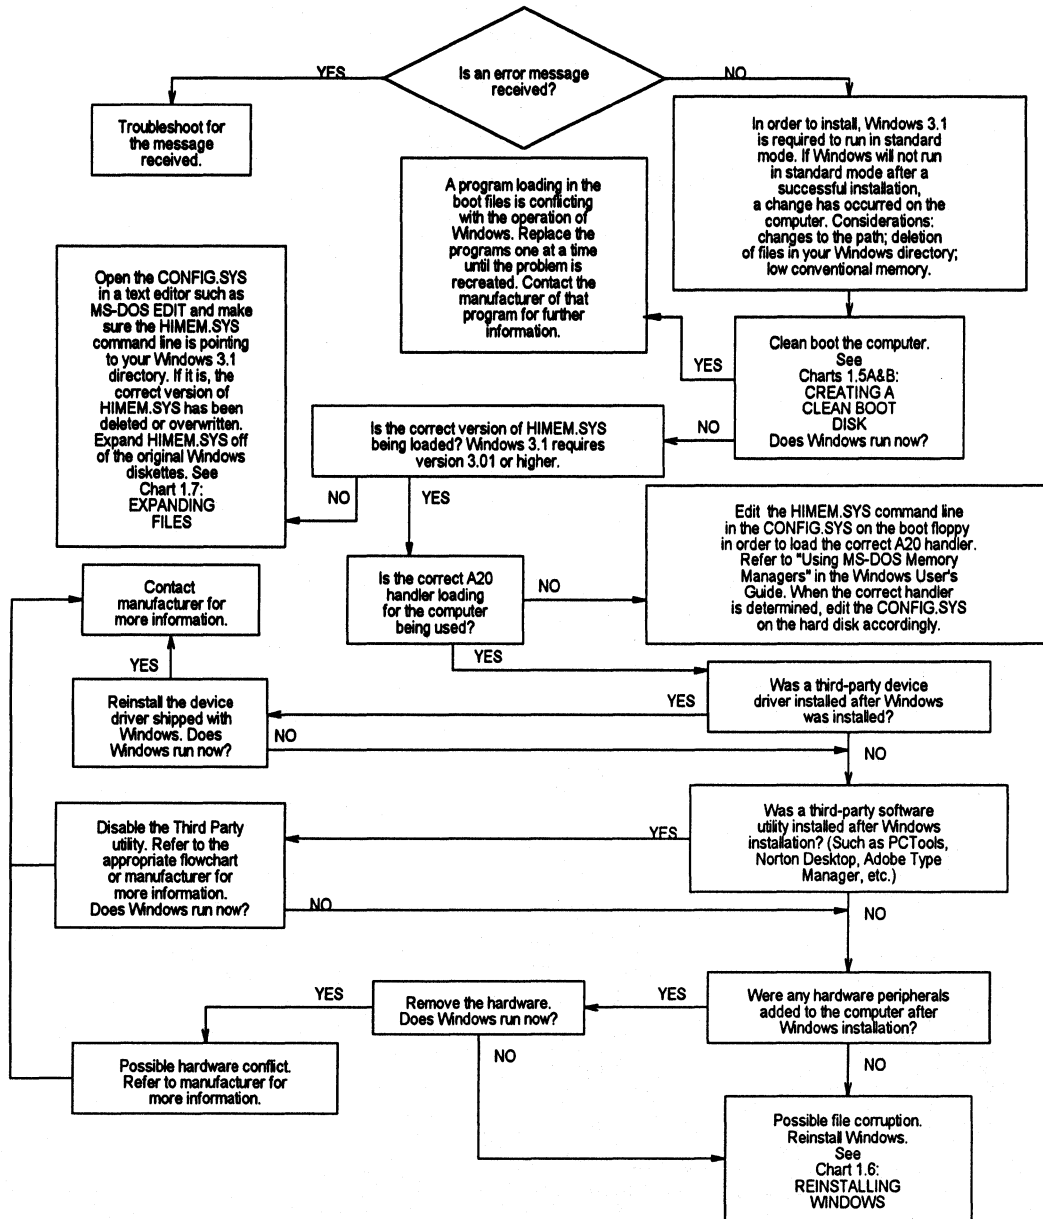 Is an error message
received?
YES
NO
Troubleshoot for
the message
received.
In order to install, Windows 3.1
is required to run in standard
mode. If Windows will not run
in standard mode after a
successful installation,
a change has occurred on the
computer. Considerations:
changes to the path; deletion
of files in your Windows directory;
low conventional memory.
A program loading in the
boot files is conflicting
with the operation of
Windows. Replace the
programs one at a time
until the problem is
recreated. Contact the
manufacturer of that
program for further
information.
Open the CONFIG.SYS
in a text editor such as
MS-DOS EDIT and make
sure the HIMEM.SYS
command line is pointing
to your Windows 3.1
directory. If it is, the
correct version of
HIMEM.SYS has been
deleted or overwritten.
Expand HIMEM.SYS off
of the original Windows
diskettes. See
Chart 1.7:
EXPANDING
FILES
Clean boot the computer.
See
Charts 1.5A&B:
CREATING A
CLEAN BOOT
DISK
Does Windows run now?
YES
NO
Is the correct version of HIMEM.SYS
being loaded? Windows 3.1 requires
version 3.01 or higher.
NO
YES
Edit the HIMEM.SYS command line
in the CONFIG.SYS on the boot floppy
in order to load the correct A20 handler.
Refer to "Using MS-DOS Memory
Managers" in the Windows User's
Guide. When the correct handler
is determined, edit the CONFIG.SYS
on the hard disk accordingly.
Is the correct A20
handler loading
for the computer
being used?
NO
YES
Contact
manufacturer for
more information.
YES
Reinstall the device
driver shipped with
Windows. Does
Windows run now?
NO
YES
Was a third-party device
driver installed after Windows
was installed?
NO
Was a third-party software
utility installed after Windows
installation? (Such as PCTools,
Norton Desktop, Adobe Type
Manager, etc.)
YES
NO
Disable the Third Party
utility. Refer to the
appropriate flowchart
or manufacturer for
more information.
Does Windows run now?
NO
Were any hardware peripherals
added to the computer after
Windows installation?
YES
NO
Remove the hardware.
Does Windows run now?
YES
NO
Possible hardware conflict.
Refer to manufacturer for
more information.
Possible file corruption.
Reinstall Windows.
See
Chart 1.6:
REINSTALLING
WINDOWS